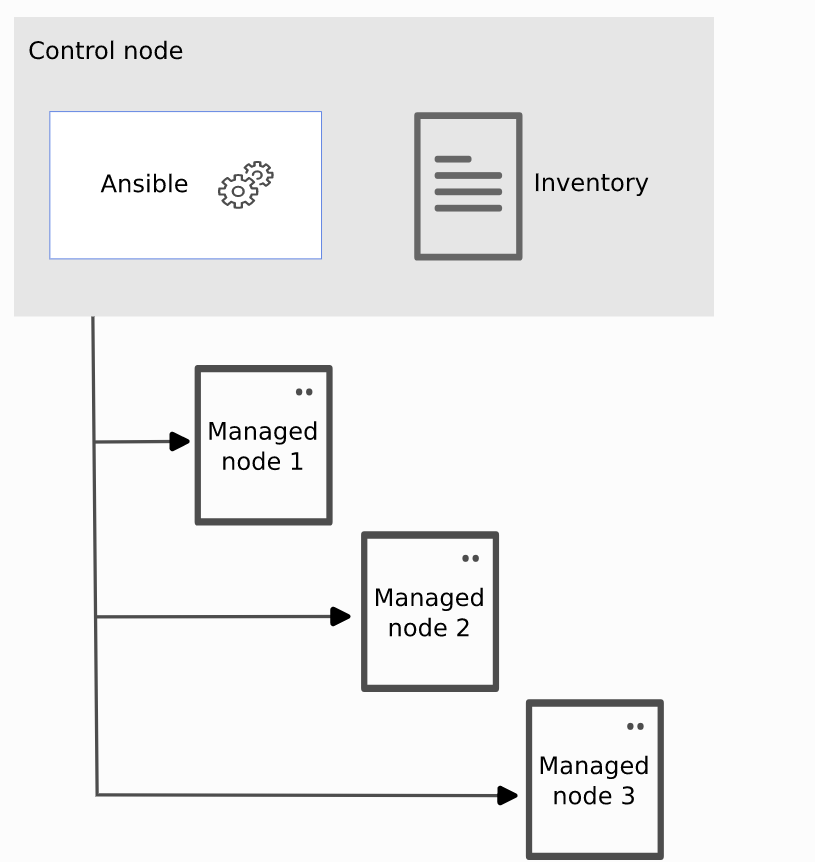 Control node
Ansible
Inventory
Managed
node 1
Managed
node 2
Managed
node 3